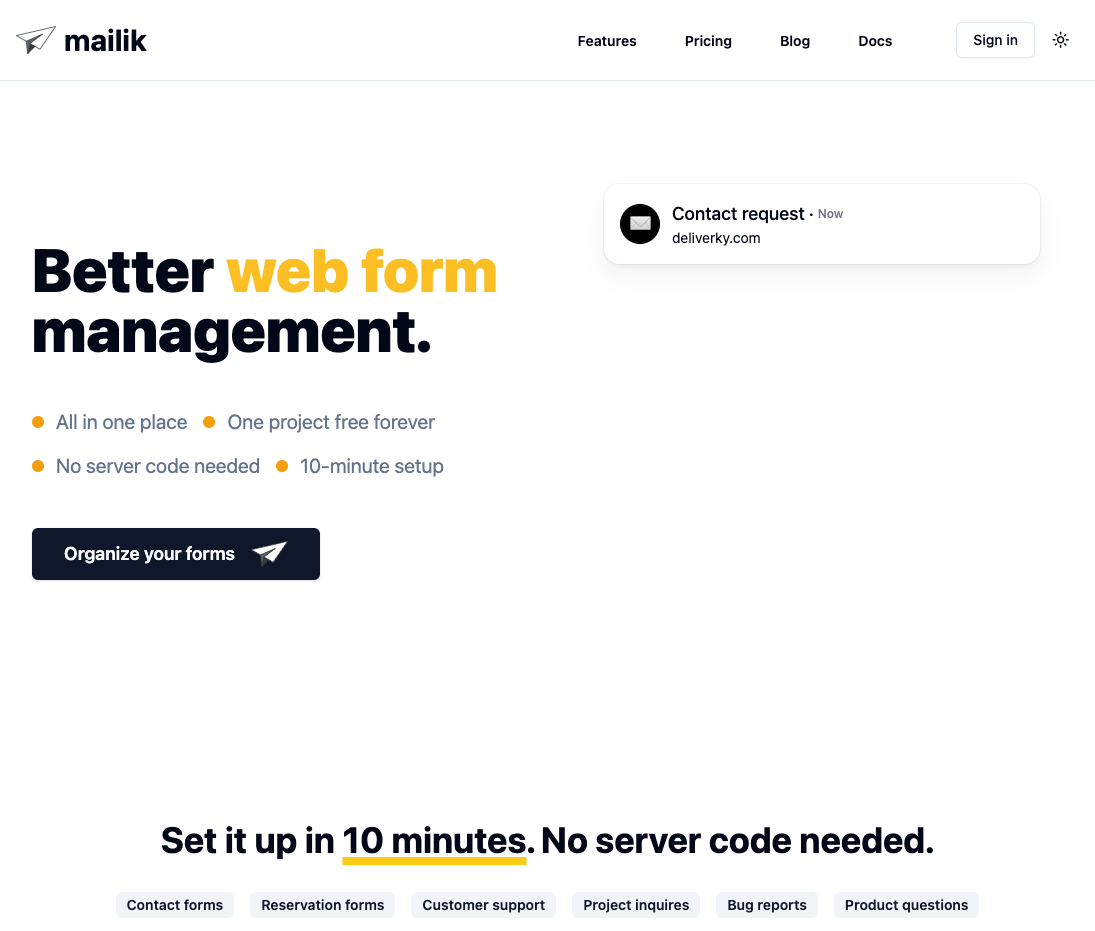 mailik
Features
Pricing
Blog
Docs
Sign in
Better web form
management.
All in one place
One project free forever
No server code needed
10-minute setup
Organize your forms
Contact request · Now
deliverky.com
Set it up in 10 minutes. No server code needed.
Contact forms
Reservation forms
Customer support
Project inquires
Bug reports
Product questions